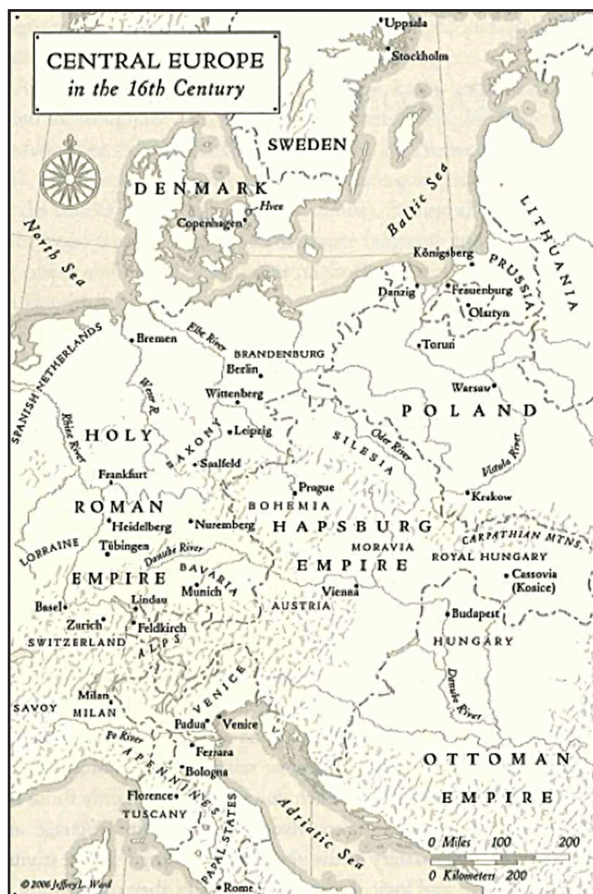 Uppsala
Stockholm
CENTRAL EUROPE
in the 16th Century
SWEDEN
DENMARK
Hven
Copenhagen
Baltic Sea
LITHUANIA
North Sea
Königsberg
PRUSSIA
Danzig
Frauenburg
Olsztyn
SPANISH NETHERLANDS
Bremen
Elbe River
BRANDENBURG
Toruń
Berlin
Weser R.
Wittenberg
Warsaw
POLAND
Rhine River
HOLY
SAXONY
Leipzig
SILESIA
Oder River
Vistula River
Saalfeld
Frankfurt
Prague
Krakow
ROMAN
BOHEMIA
Heidelberg
Nuremberg
HAPSBURG
CARPATHIAN MTNS.
LORRAINE
Tübingen
Danube River
MORAVIA
ROYAL HUNGARY
EMPIRE
BAVARIA
EMPIRE
Cassovia
(Kosice)
Munich
Vienna
Basel
Lindau
AUSTRIA
Budapest
Zurich
Feldkirch
SWITZERLAND
ALPS
HUNGARY
Danube River
Milan
VENICE
SAVOY
MILAN
Padua
Venice
Po River
Ferrara
APENNINES
Bologna
OTTOMAN
EMPIRE
Florence
TUSCANY
PAPAL STATES
Adriatic Sea
0 Miles 100 200
0 Kilometers 200
Rome
© 2006 Jeffrey L. Ward